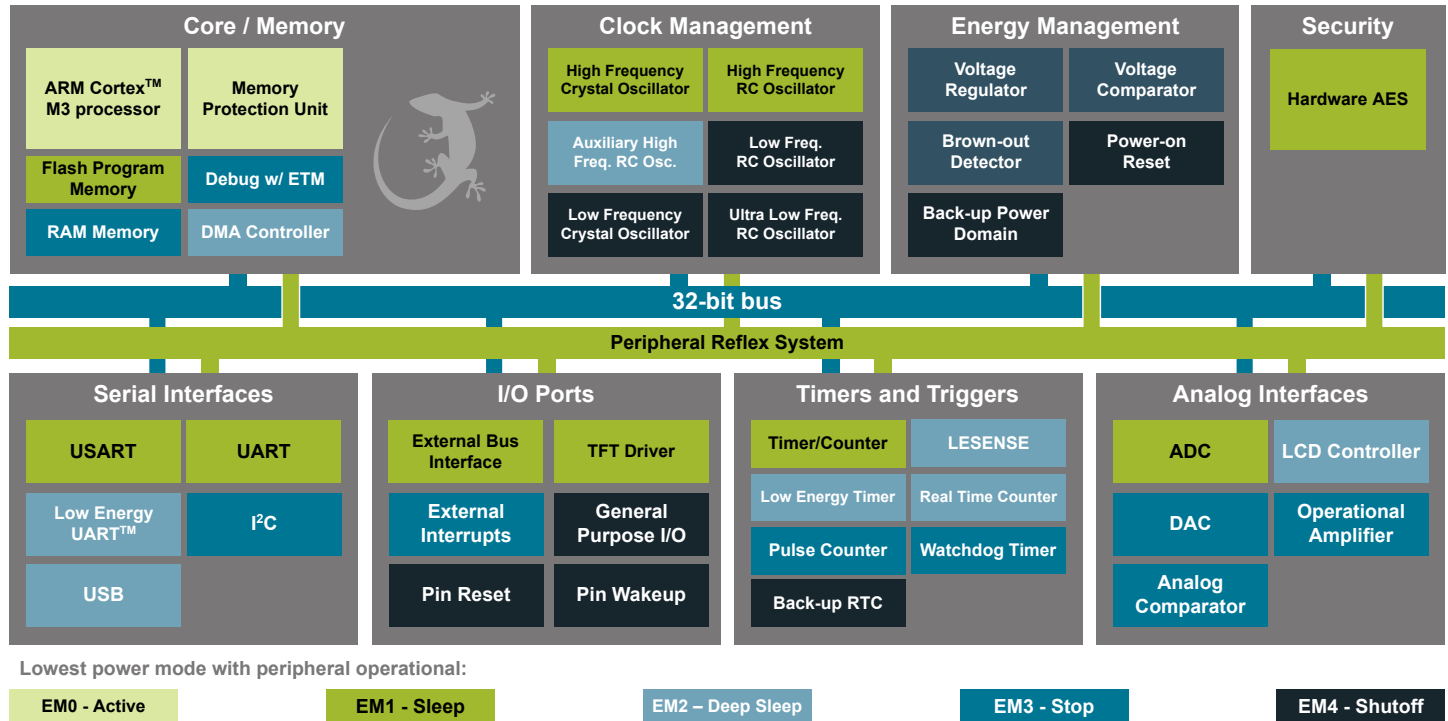 Core / Memory
ARM Cortex™
M3 processor
Memory
Protection Unit
Flash Program
Memory
Debug w/ ETM
RAM Memory
DMA Controller
Clock Management
High Frequency
Crystal Oscillator
High Frequency
RC Oscillator
Auxiliary High
Freq. RC Osc.
Low Freq.
RC Oscillator
Low Frequency
Crystal Oscillator
Ultra Low Freq.
RC Oscillator
Energy Management
Voltage
Regulator
Voltage
Comparator
Brown-out
Detector
Power-on
Reset
Back-up Power
Domain
Security
Hardware AES
32-bit bus
Peripheral Reflex System
Serial Interfaces
USART
UART
Low Energy
UART™
I²C
USB
I/O Ports
External Bus
Interface
TFT Driver
External
Interrupts
General
Purpose I/O
Pin Reset
Pin Wakeup
Timers and Triggers
Timer/Counter
LESENSE
Low Energy Timer
Real Time Counter
Pulse Counter
Watchdog Timer
Back-up RTC
Analog Interfaces
ADC
LCD Controller
DAC
Operational
Amplifier
Analog
Comparator
Lowest power mode with peripheral operational:
EM0 - Active
EM1 - Sleep
EM2 – Deep Sleep
EM3 - Stop
EM4 - Shutoff